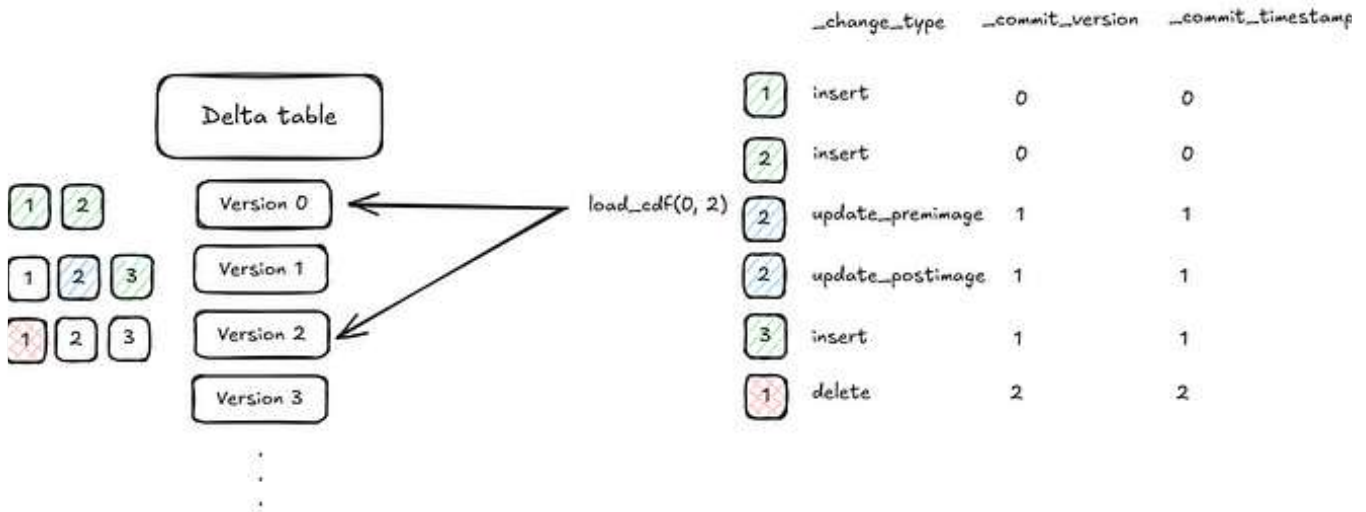 _change_type _commit_version _commit_timestamp
Delta table
1 2 Version 0
1 2 3 Version 1
1 2 3 Version 2
Version 3
.
.
.
load_cdf(0, 2)
1 insert 0 0
2 insert 0 0
2 update_premimage 1 1
2 update_postimage 1 1
3 insert 1 1
1 delete 2 2